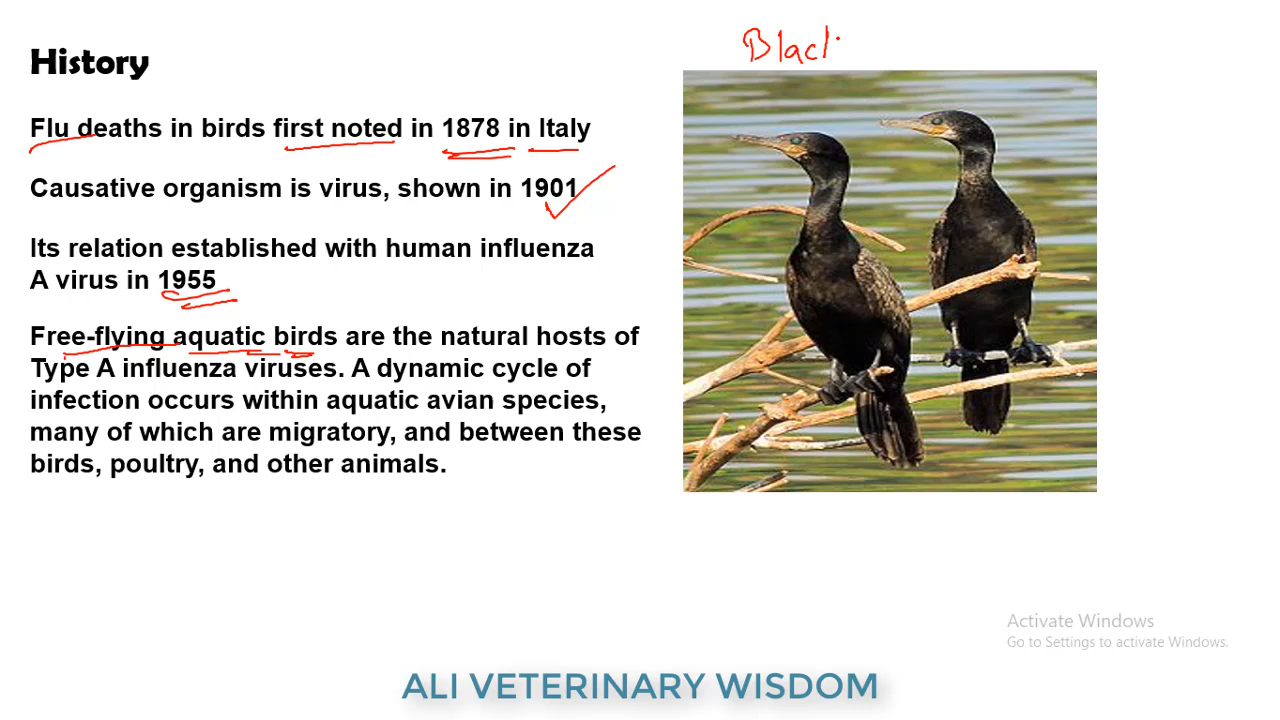 History
Blac
Flu deaths in birds first noted in 1878 in Italy
Causative organism is virus, shown in 1901
Its relation established with human influenza
A virus in 1955
Free-flying aquatic birds are the natural hosts of
Type A influenza viruses. A dynamic cycle of
infection occurs within aquatic avian species,
many of which are migratory, and between these
birds, poultry, and other animals.
Activate Windows
Go to Settings to activate Windows.
ALI VETERINARY WISDOM